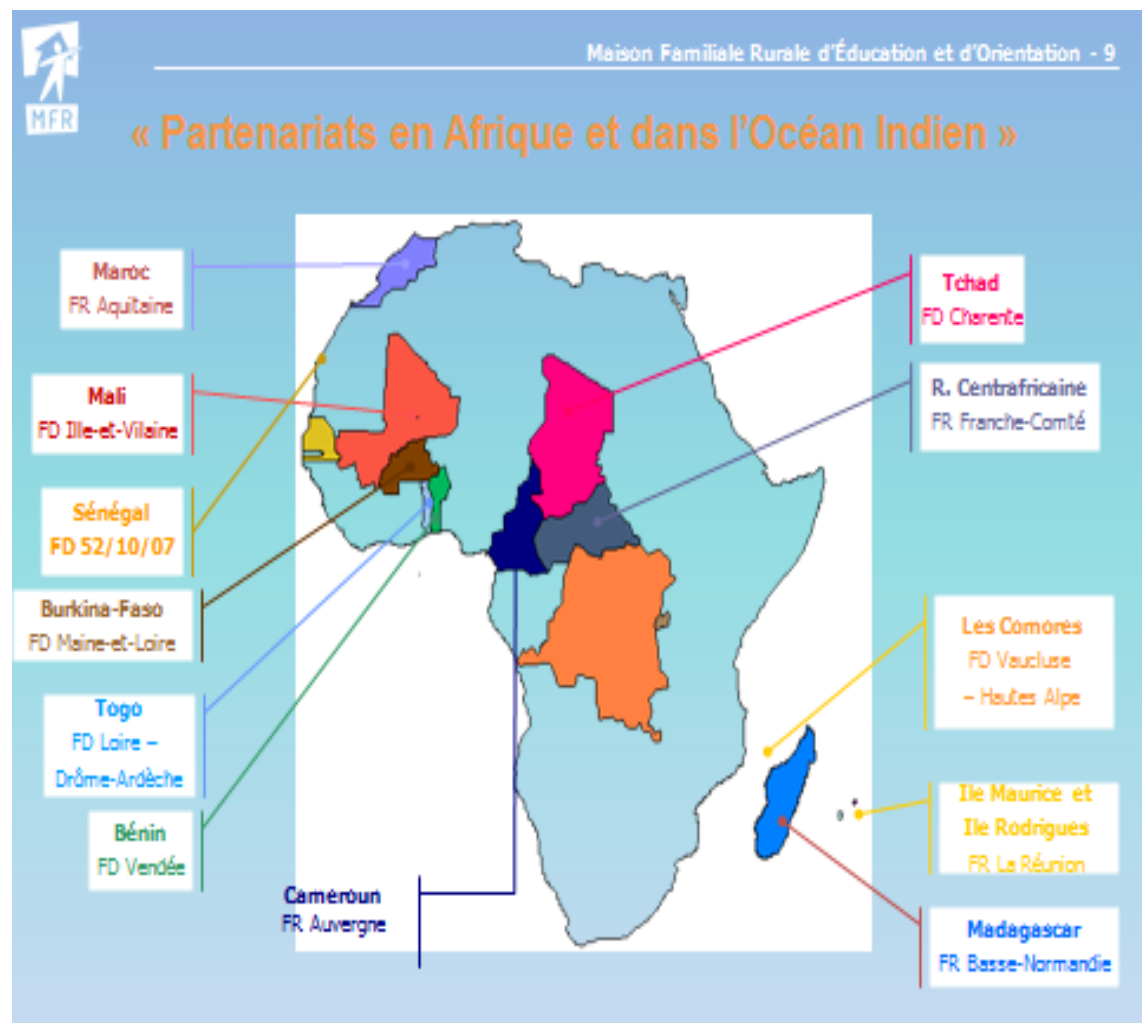 MFR
Maison Familiale Rurale d'Éducation et d'Orientation - 9
« Partenariats en Afrique et dans l'Océan Indien »
Maroc
FR Aquitaine
Mali
FD Ille-et-Vilaine
Sénégal
FD 52/10/07
Burkina-Faso
FD Maine-et-Loire
Togo
FD Loire –
Drôme-Ardèche
Bénin
FD Vendée
Cameroun
FR Auvergne
Tchad
FD Charente
R. Centrafricaine
FR Franche-Comté
Les Comores
FD Vaucluse
– Hautes Alpe
Ile Maurice et
Ile Rodrigues
FR La Réunion
Madagascar
FR Basse-Normandie